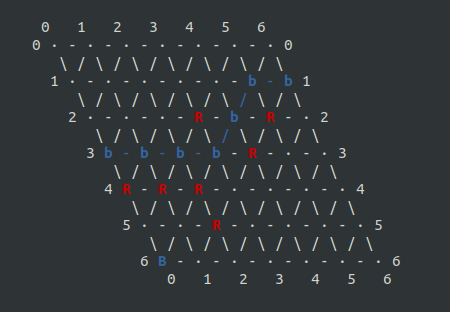 0   1   2   3   4   5   6
 0 · - · - · - · - · - · - · 0
    \ / \ / \ / \ / \ / \ / \
   1 · - · - · - · - · - b - b 1
      \ / \ / \ / \ / \ / \ / \
     2 · - · - · - R - b - R - · 2
        \ / \ / \ / \ / \ / \ / \
       3 b - b - b - b - R - · - · 3
          \ / \ / \ / \ / \ / \ / \
         4 R - R - R - · - · - · - · 4
            \ / \ / \ / \ / \ / \ / \
           5 · - · - R - · - · - · - · 5
              \ / \ / \ / \ / \ / \ / \
             6 B - · - · - · - · - · - · 6
                0   1   2   3   4   5   6